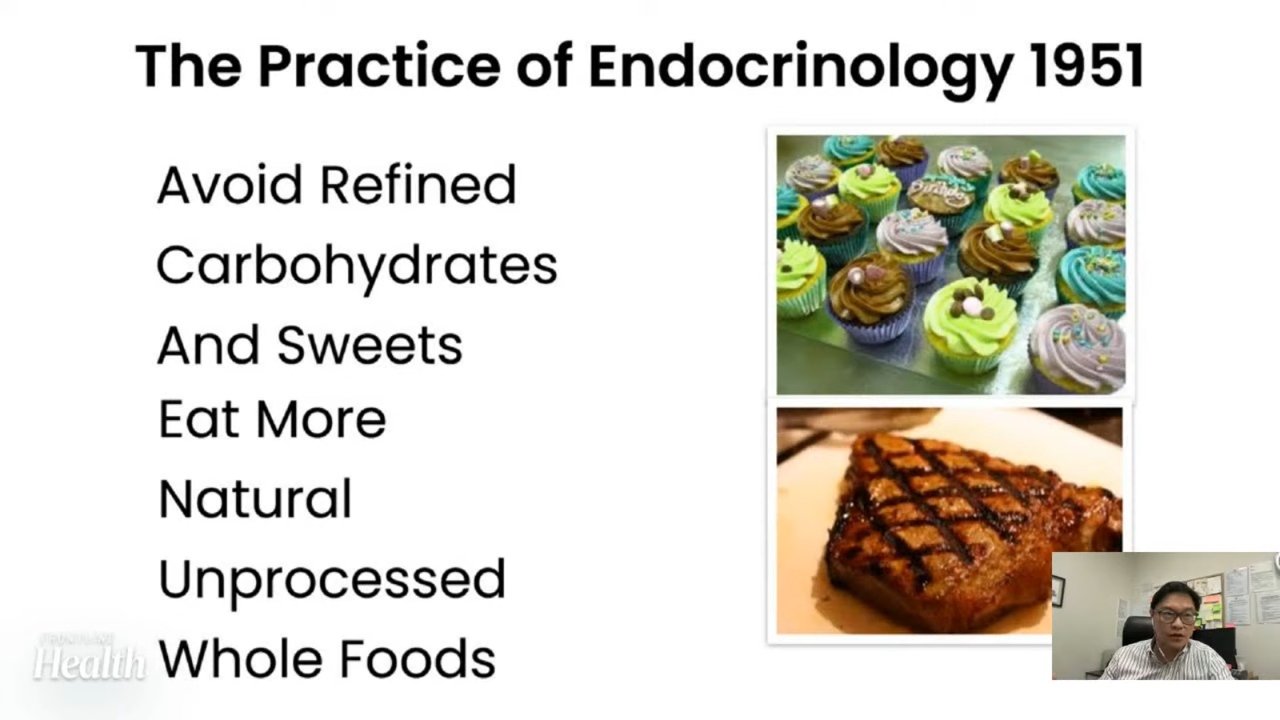 The Practice of Endocrinology 1951
Avoid Refined
Carbohydrates
And Sweets
Eat More
Natural
Unprocessed
Whole Foods
Health